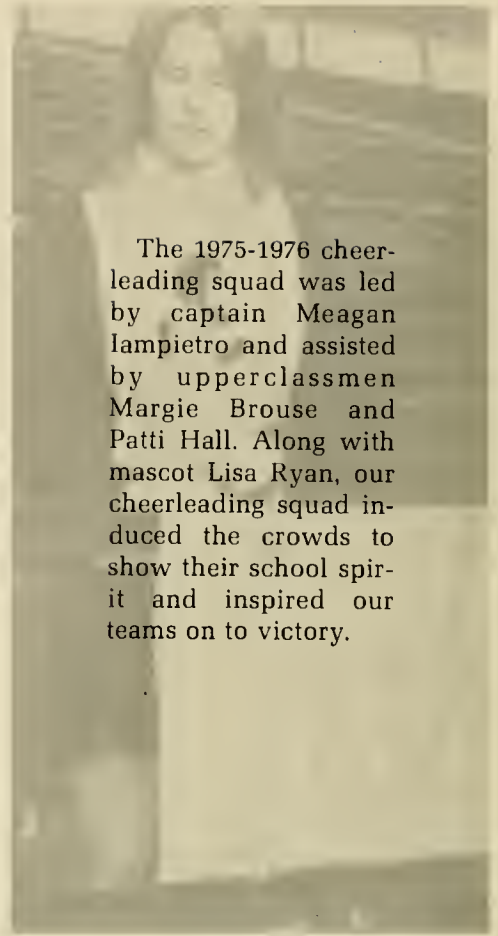 The 1975-1976 cheer-
leading squad was led
by captain Meagan
Iampietro and assisted
by upperclassmen
Margie Brouse and
Patti Hall. Along with
mascot Lisa Ryan, our
cheerleading squad in-
duced the crowds to
show their school spir-
it and inspired our
teams on to victory.